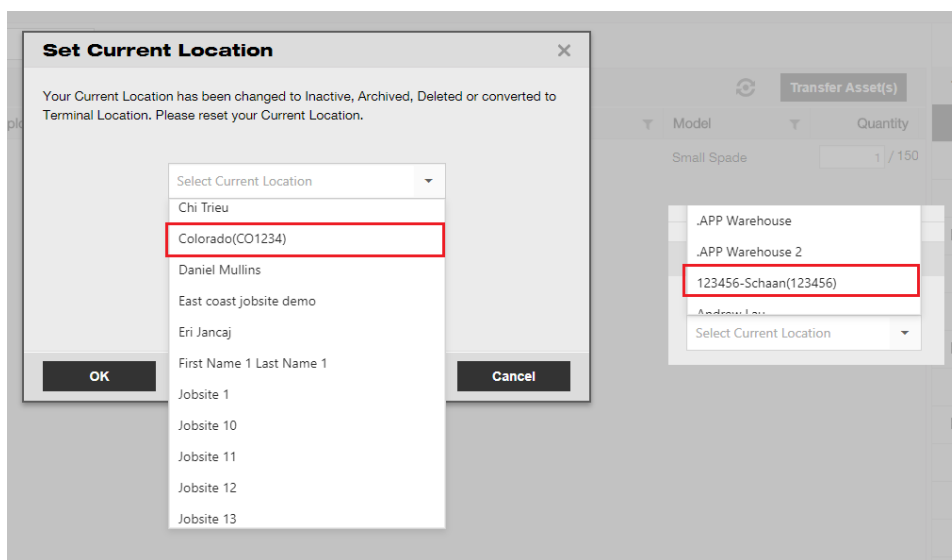 Set Current Location
Your Current Location has been changed to Inactive, Archived, Deleted or converted to
Terminal Location. Please reset your Current Location.
Select Current Location
Chi Trieu
Colorado(CO1234)
Daniel Mullins
East coast jobsite demo
Eri Jancaj
First Name 1 Last Name 1
Jobsite 1
Jobsite 10
Jobsite 11
Jobsite 12
Jobsite 13
OK
Cancel
Transfer Asset(s)
Model
Quantity
Small Spade
1 / 150
.APP Warehouse
.APP Warehouse 2
123456-Schaan(123456)
Select Current Location